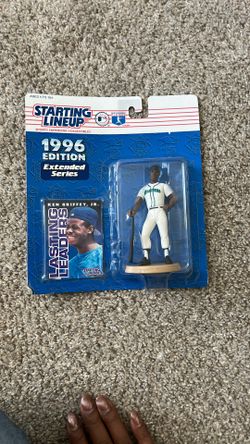 STARTING
LINEUP
1996
EDITION
Extended
Series
KEN GRIFFEY, JR.
LASTING
LEADERS